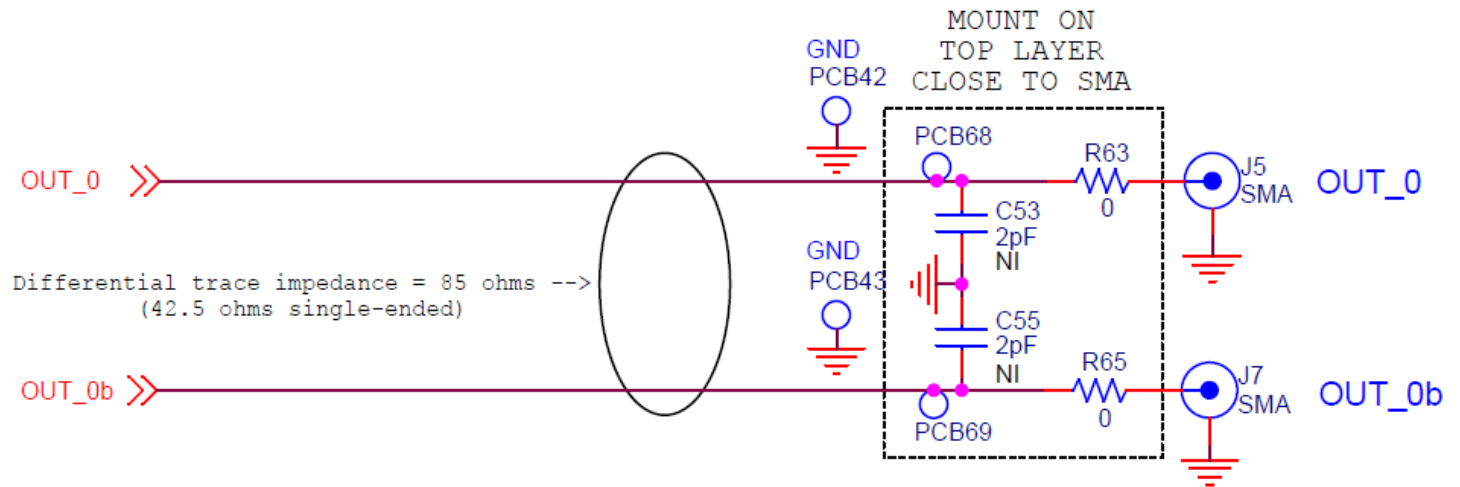 MOUNT ON
TOP LAYER
CLOSE TO SMA
GND
PCB42
PCB68
R63
0
J5
SMA
OUT_0
OUT_0
C53
2pF
NI
GND
PCB43
Differential trace impedance = 85 ohms -->
(42.5 ohms single-ended)
C55
2pF
NI
R65
0
J7
SMA
OUT_0b
OUT_0b
PCB69